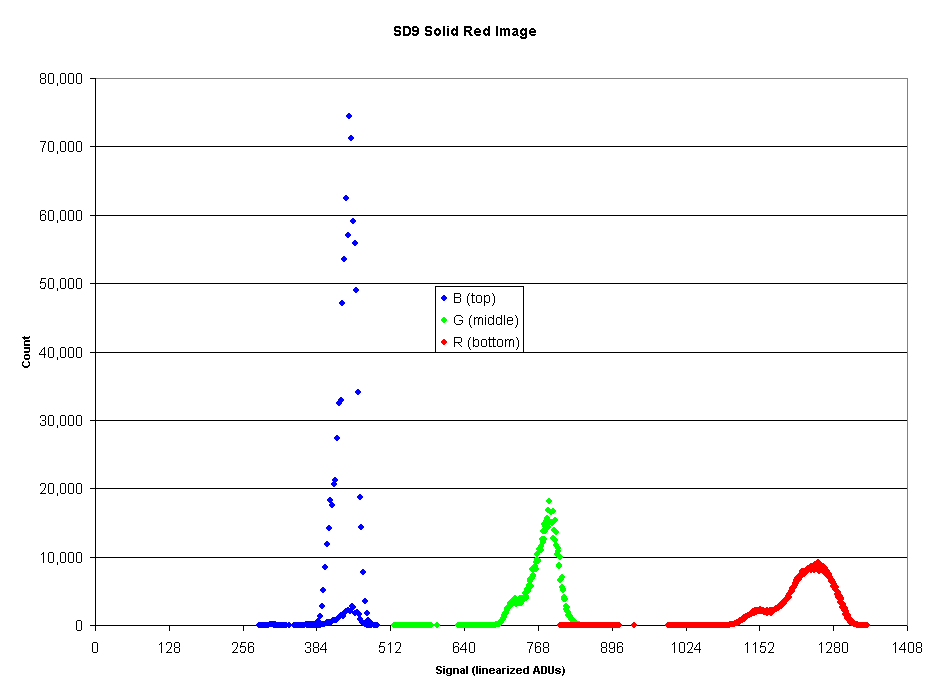 SD9 Solid Red Image
80,000
70,000
60,000
50,000
40,000
30,000
20,000
10,000
0
Count
B (top)
G (middle)
R (bottom)
0 128 256 384 512 640 768 896 1024 1152 1280 1408
Signal (linearized ADUs)